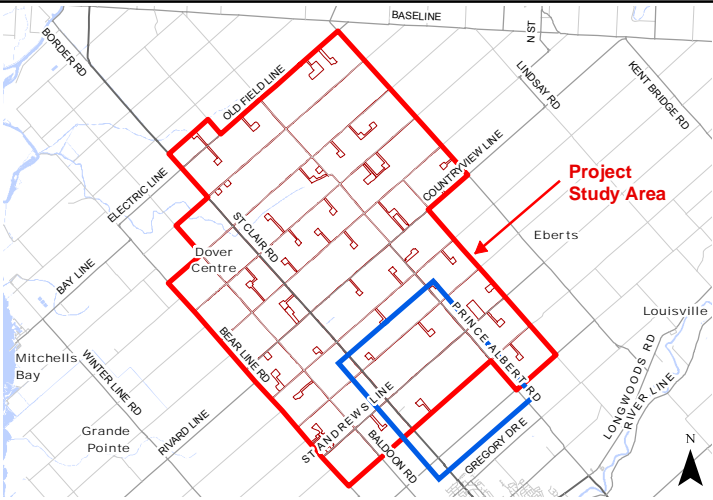 BASELINE
BORDER RD
N ST
OLD FIELD LINE
LINDSAY RD
KENT BRIDGE RD
COUNTRYVIEW LINE
Project
Study Area
ELECTRIC LINE
ST CLAIR RD
Eberts
Dover
Centre
BAY LINE
PRINCE ALBERT RD
Louisville
BEAR LINE RD
Mitchells
Bay
WINTER LINE RD
LONGWOODS RD
RIVER LINE
RIVARD LINE
ST ANDREWS LINE
Grande
Pointe
BALDOON RD
GREGORY DR E
N